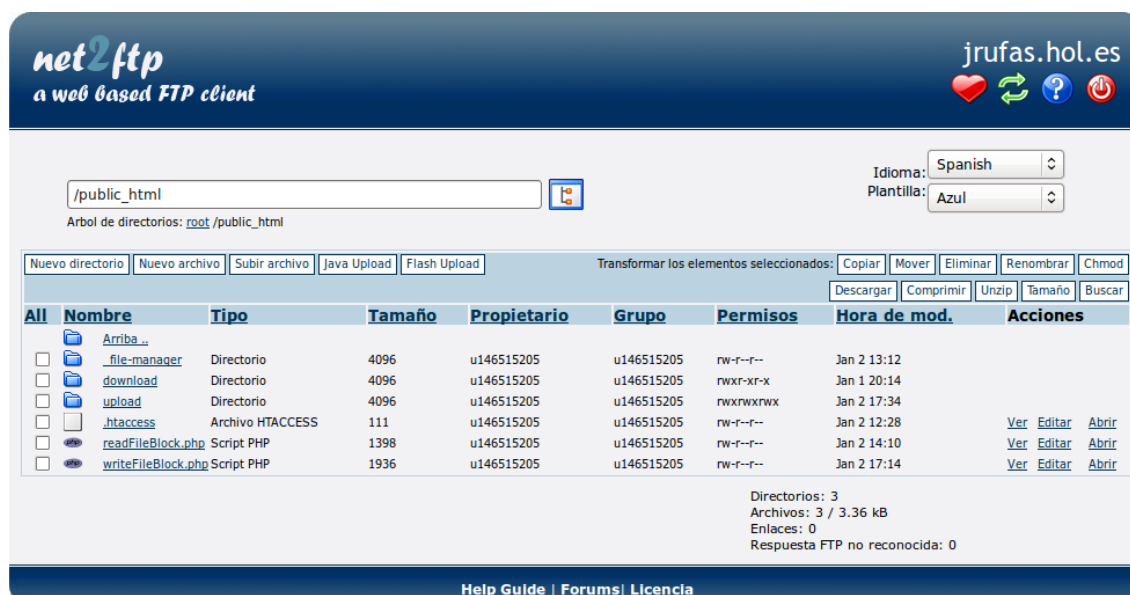 net2ftp
a web based FTP client
jrufas.hol.es
Idioma: Spanish
Plantilla: Azul
/public_html
Arbol de directorios: root /public_html
Nuevo directorio Nuevo archivo Subir archivo Java Upload Flash Upload Transformar los elementos seleccionados: Copiar Mover Eliminar Renombrar Chmod
Descargar Comprimir Unzip Tamaño Buscar
All Nombre Tipo Tamaño Propietario Grupo Permisos Hora de mod. Acciones
Arriba ..
_file-manager Directorio 4096 u146515205 u146515205 rw-r--r-- Jan 2 13:12
download Directorio 4096 u146515205 u146515205 rwxr-xr-x Jan 1 20:14
upload Directorio 4096 u146515205 u146515205 rwxrwxrwx Jan 2 17:34
.htaccess Archivo HTACCESS 111 u146515205 u146515205 rw-r--r-- Jan 2 12:28 Ver Editar Abrir
readFileBlock.php Script PHP 1398 u146515205 u146515205 rw-r--r-- Jan 2 14:10 Ver Editar Abrir
writeFileBlock.php Script PHP 1936 u146515205 u146515205 rw-r--r-- Jan 2 17:14 Ver Editar Abrir
Directorios: 3
Archivos: 3 / 3.36 kB
Enlaces: 0
Respuesta FTP no reconocida: 0
Help Guide | Forums| Licencia